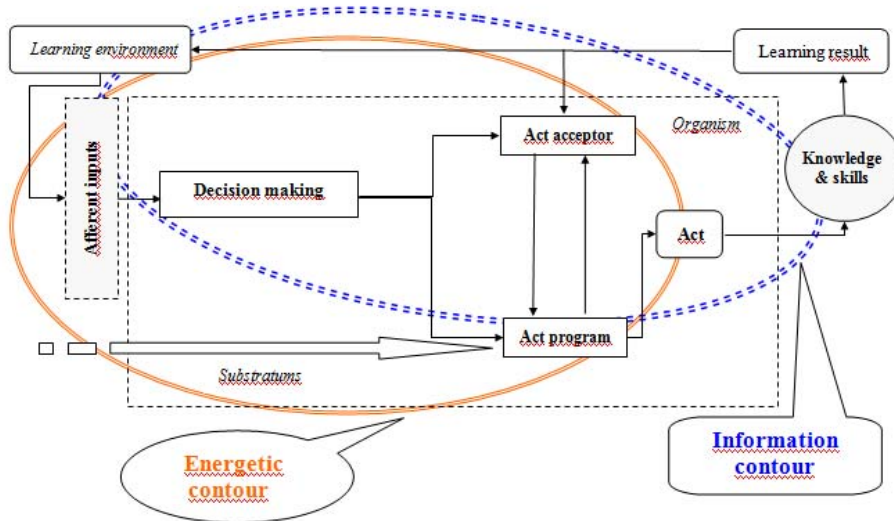 Learning environment
Learning result
Organism
Act acceptor
Knowledge
& skills
Afferent inputs
Decision making
Act
Act program
Substratums
Energetic
contour
Information
contour